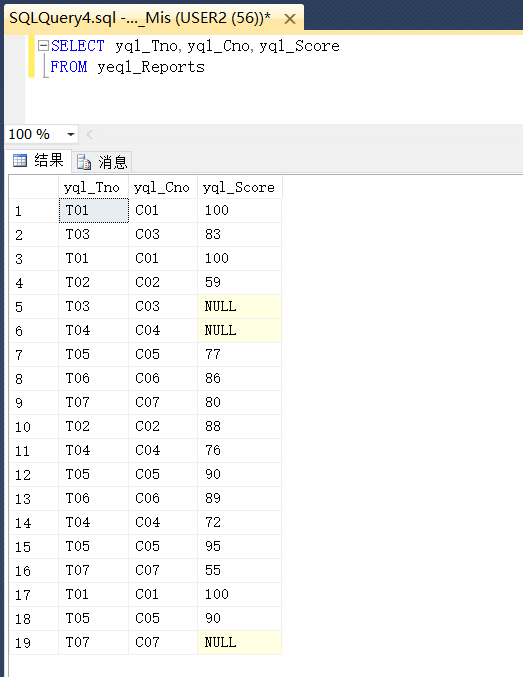 SQLQuery4.sql -..._Mis (USER2 (56))* ×
SELECT yql_Tno, yql_Cno, yql_Score
FROM yeql_Reports
100 %
结果 消息
yql_Tno yql_Cno yql_Score
1 T01 C01 100
2 T03 C03 83
3 T01 C01 100
4 T02 C02 59
5 T03 C03 NULL
6 T04 C04 NULL
7 T05 C05 77
8 T06 C06 86
9 T07 C07 80
10 T02 C02 88
11 T04 C04 76
12 T05 C05 90
13 T06 C06 89
14 T04 C04 72
15 T05 C05 95
16 T07 C07 55
17 T01 C01 100
18 T05 C05 90
19 T07 C07 NULL